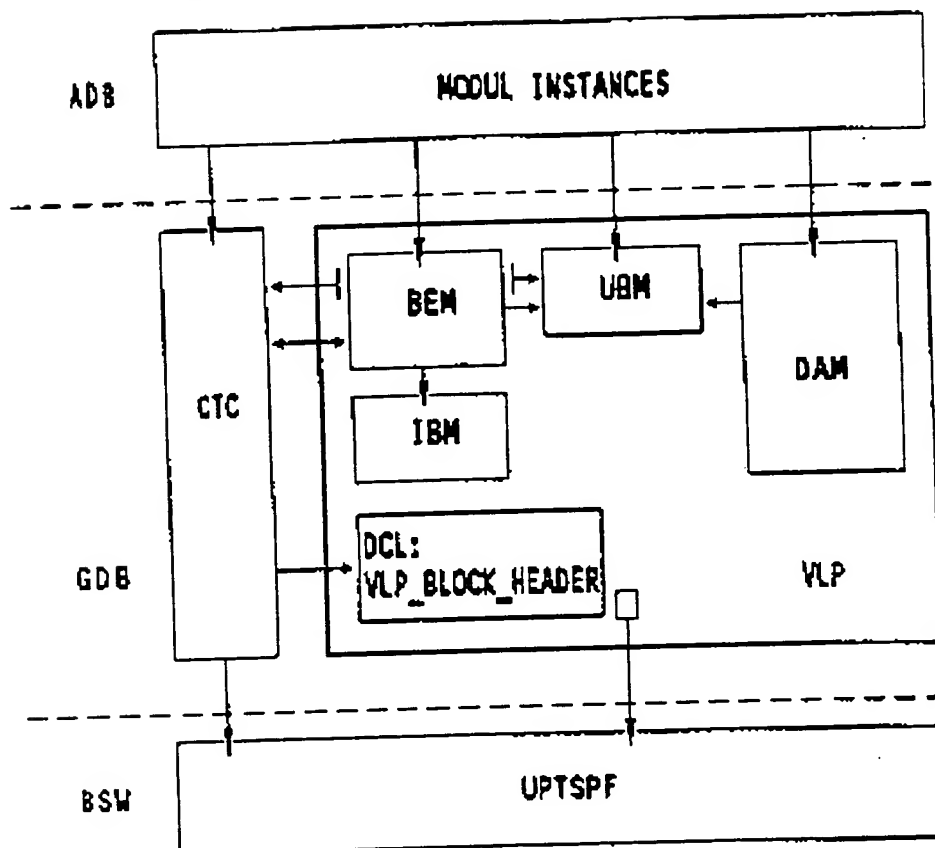 ADB
MODUL INSTANCES
BEM
UBM
DAM
CTC
IBM
DCL:
VLP_BLOCK_HEADER
VLP
GDB
BSW
UPTSPF